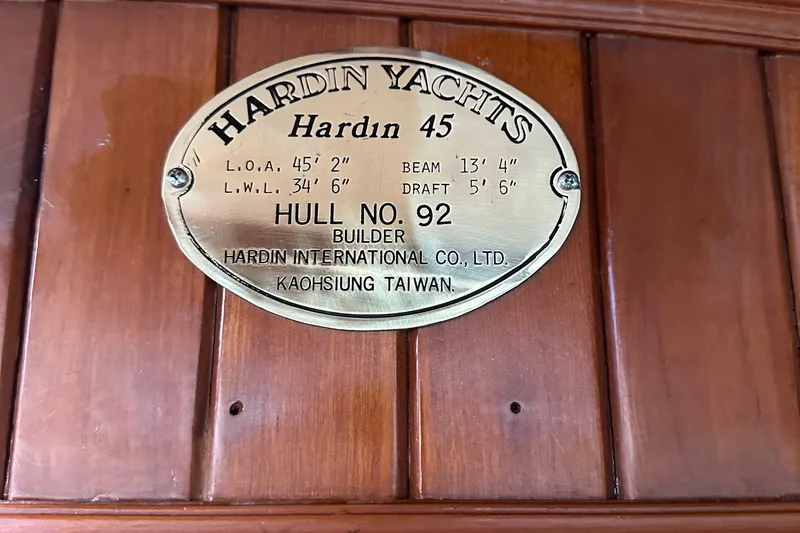 HARDIN YACHTS
Hardin 45
L.O.A. 45' 2" BEAM 13' 4"
L.W.L. 34' 6" DRAFT 5' 6"
HULL NO. 92
BUILDER
HARDIN INTERNATIONAL CO., LTD.
KAOHSIUNG TAIWAN.